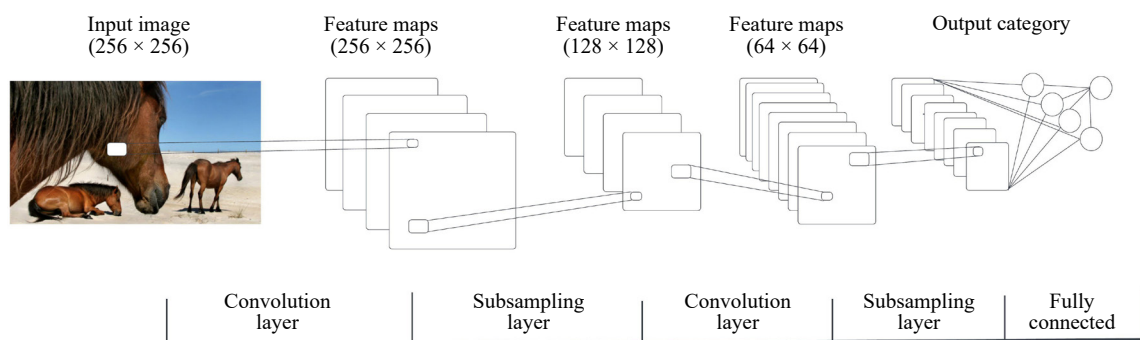 Input image
(256 × 256)
Feature maps
(256 × 256)
Feature maps
(128 × 128)
Feature maps
(64 × 64)
Output category
Convolution
layer
Subsampling
layer
Convolution
layer
Subsampling
layer
Fully
connected